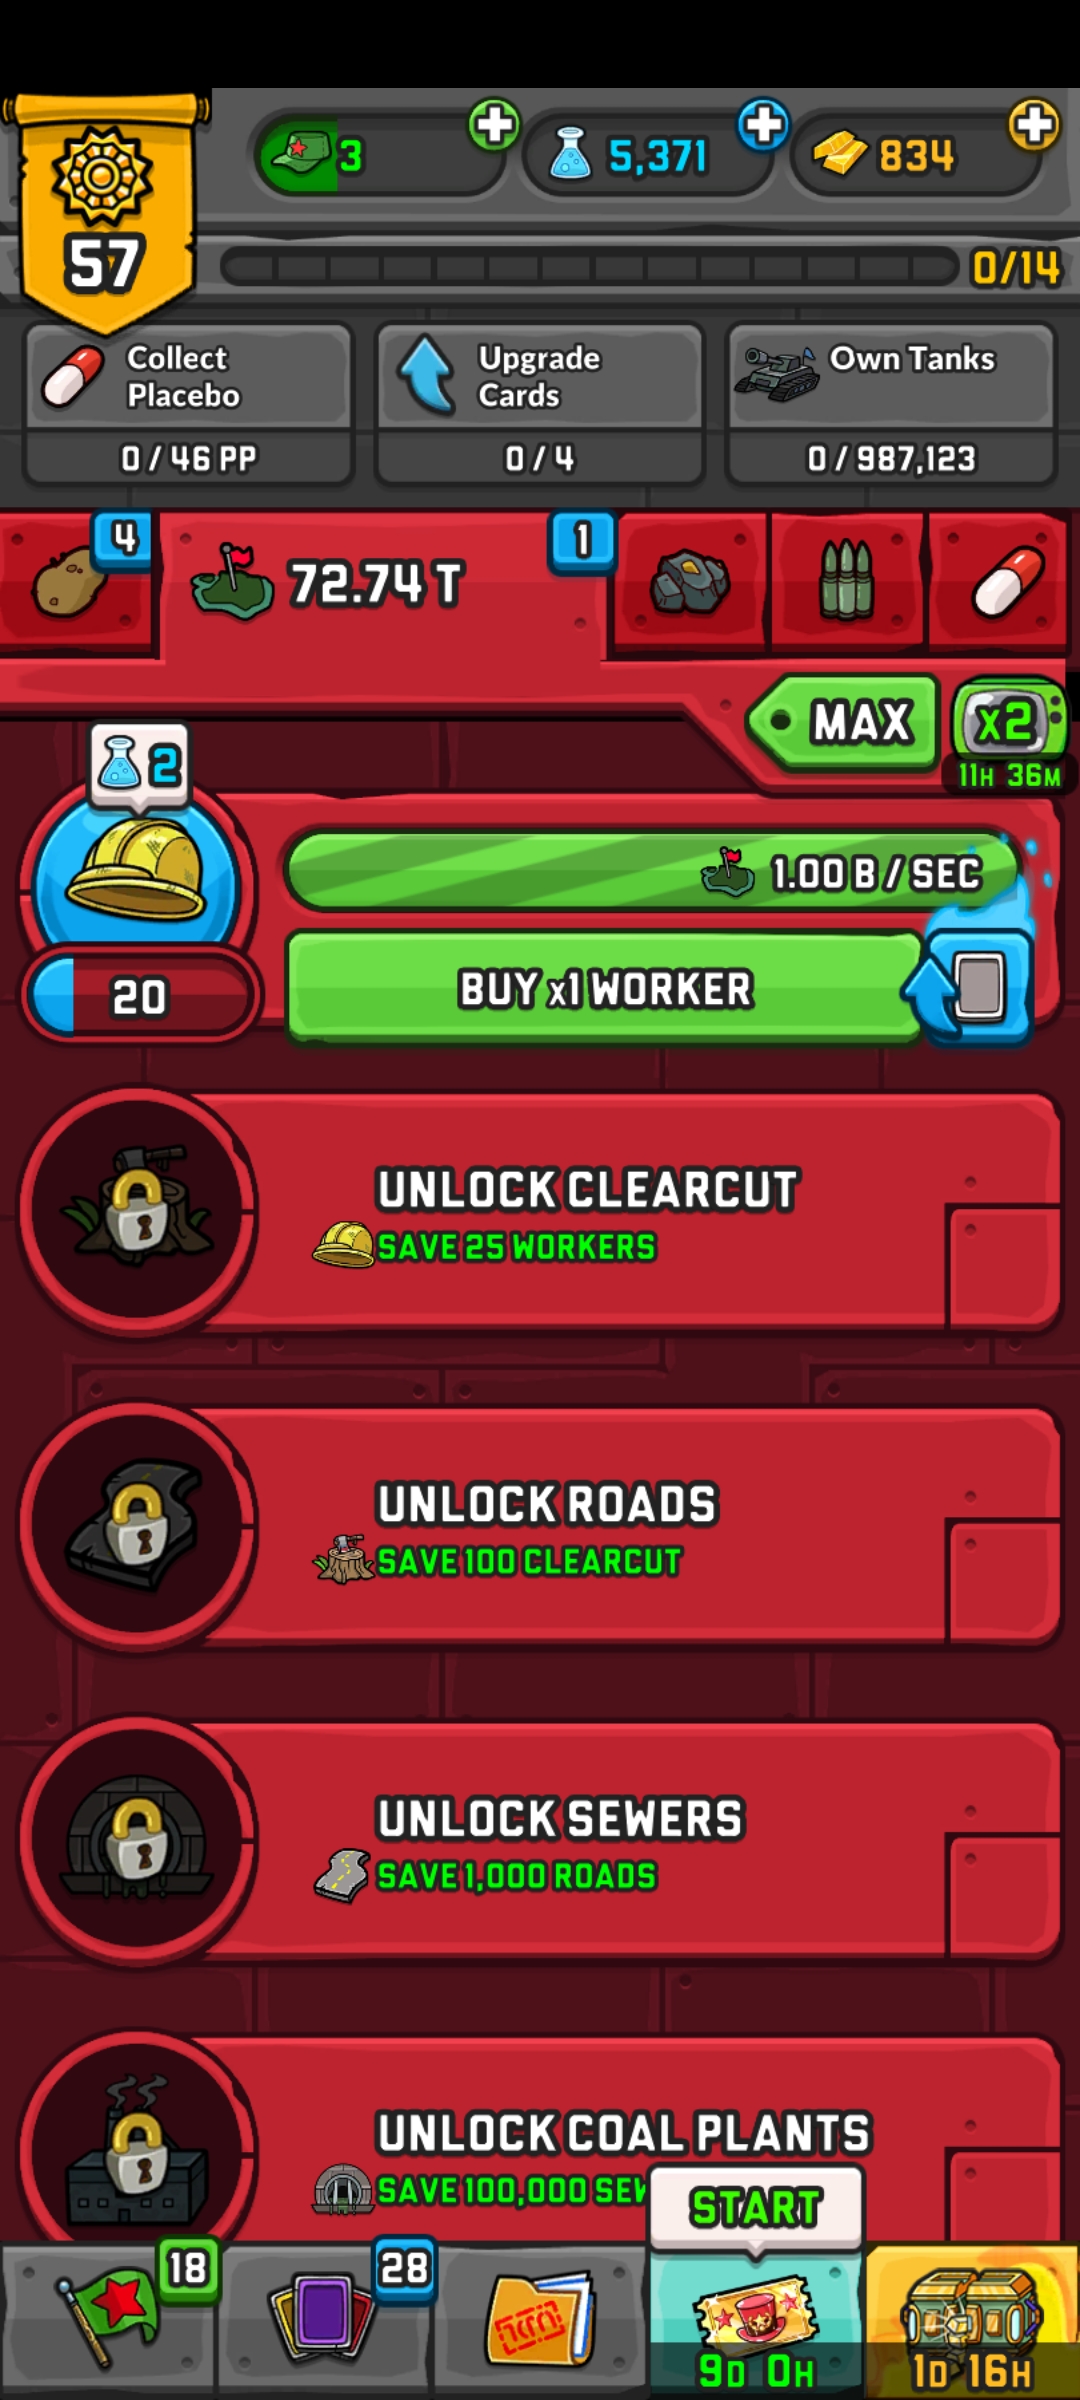 57
3
5,371
834
0/14
Collect
Placebo
0 / 46 PP
Upgrade
Cards
0 / 4
Own Tanks
0 / 987,123
4
72.74 T
1
MAX
x2
11H 36M
2
1.00 B / SEC
20
BUY x1 WORKER
UNLOCK CLEARCUT
SAVE 25 WORKERS
UNLOCK ROADS
SAVE 100 CLEARCUT
UNLOCK SEWERS
SAVE 1,000 ROADS
UNLOCK COAL PLANTS
SAVE 100,000 SEW
START
18
28
9D 0H
1D 16H